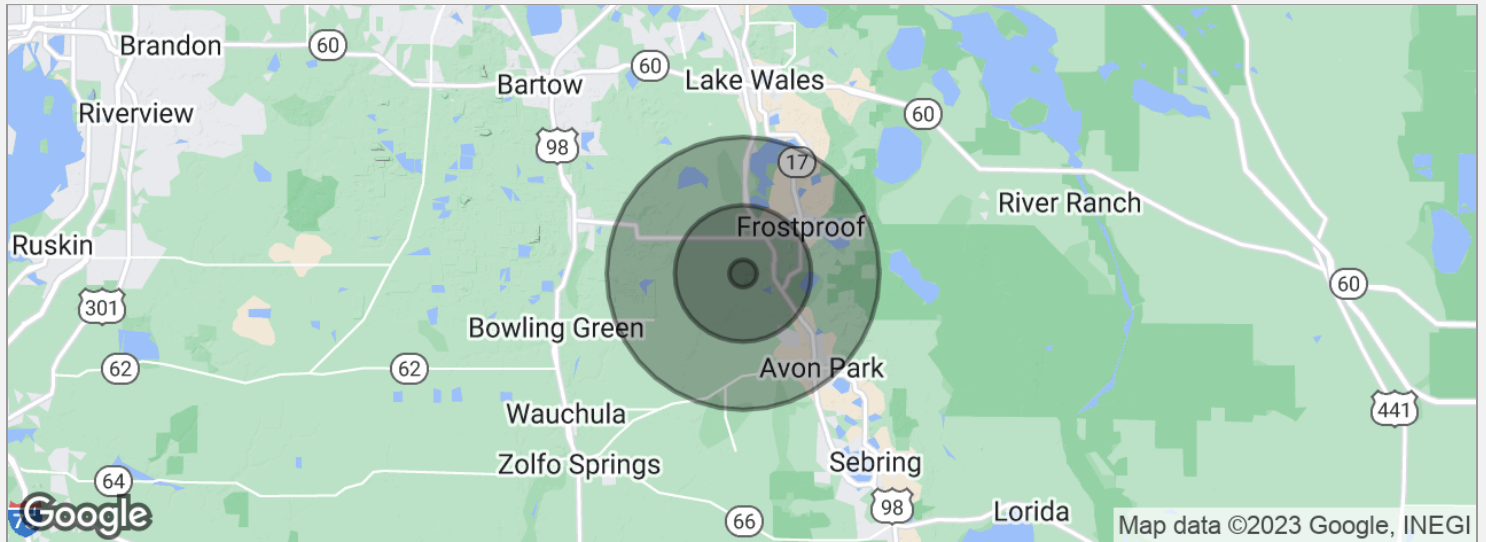 Brandon
60
Bartow
60
Lake Wales
Riverview
60
98
17
River Ranch
Frostproof
Ruskin
60
301
Bowling Green
62
62
Avon Park
Wauchula
441
Zolfo Springs
Sebring
64
98
Lorida
66
Google
Map data ©2023 Google, INEGI